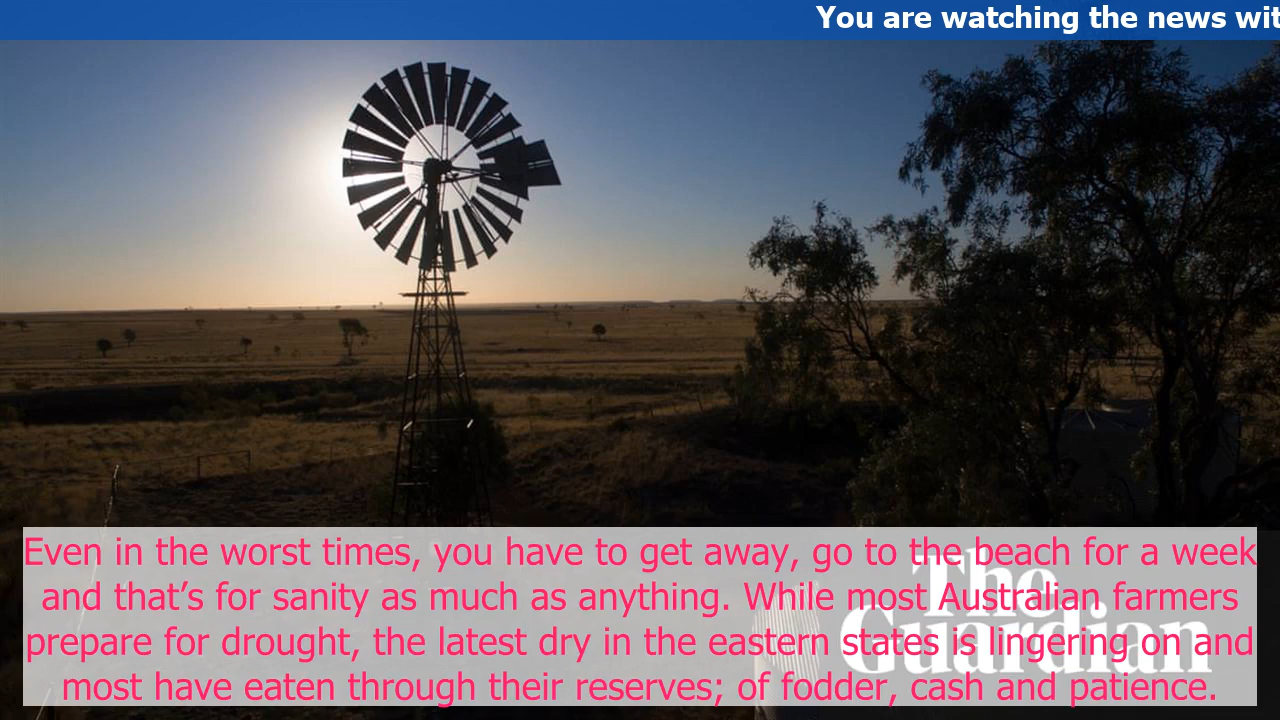 You are watching the news wit
Even in the worst times, you have to get away, go to the beach for a week
and that’s for sanity as much as anything. While most Australian farmers
prepare for drought, the latest dry in the eastern states is lingering on and
most have eaten through their reserves; of fodder, cash and patience.
The
Guardian